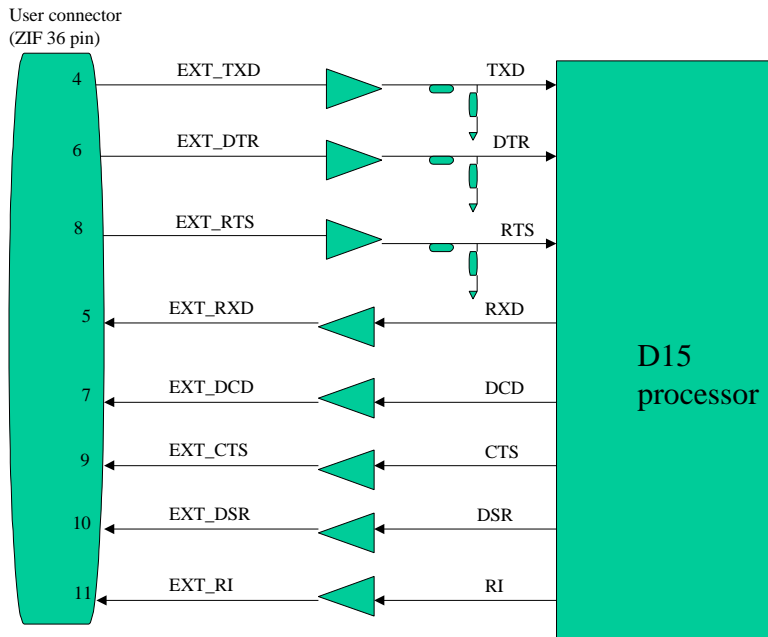 User connector
(ZIF 36 pin)
4 EXT_TXD TXD
6 EXT_DTR DTR
8 EXT_RTS RTS
5 EXT_RXD RXD
7 EXT_DCD DCD
9 EXT_CTS CTS
10 EXT_DSR DSR
11 EXT_RI RI
D15
processor